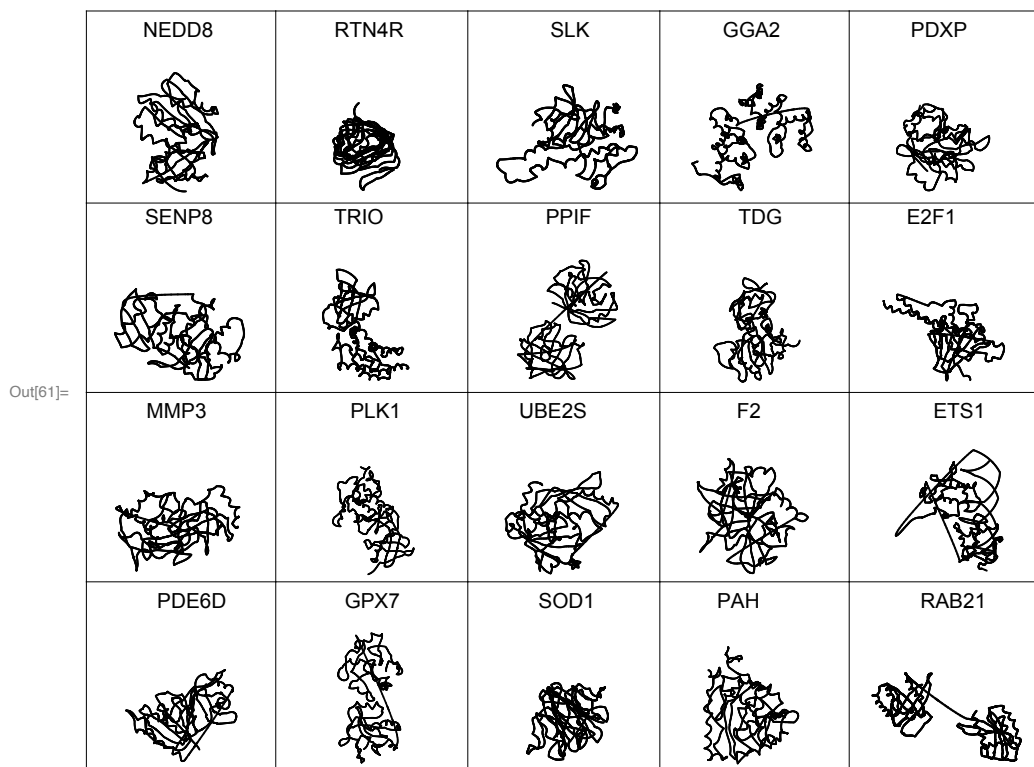 NEDD8 RTN4R SLK GGA2 PDXP
SENP8 TRIO PPIF TDG E2F1
Out[61]=
MMP3 PLK1 UBE2S F2 ETS1
PDE6D GPX7 SOD1 PAH RAB21